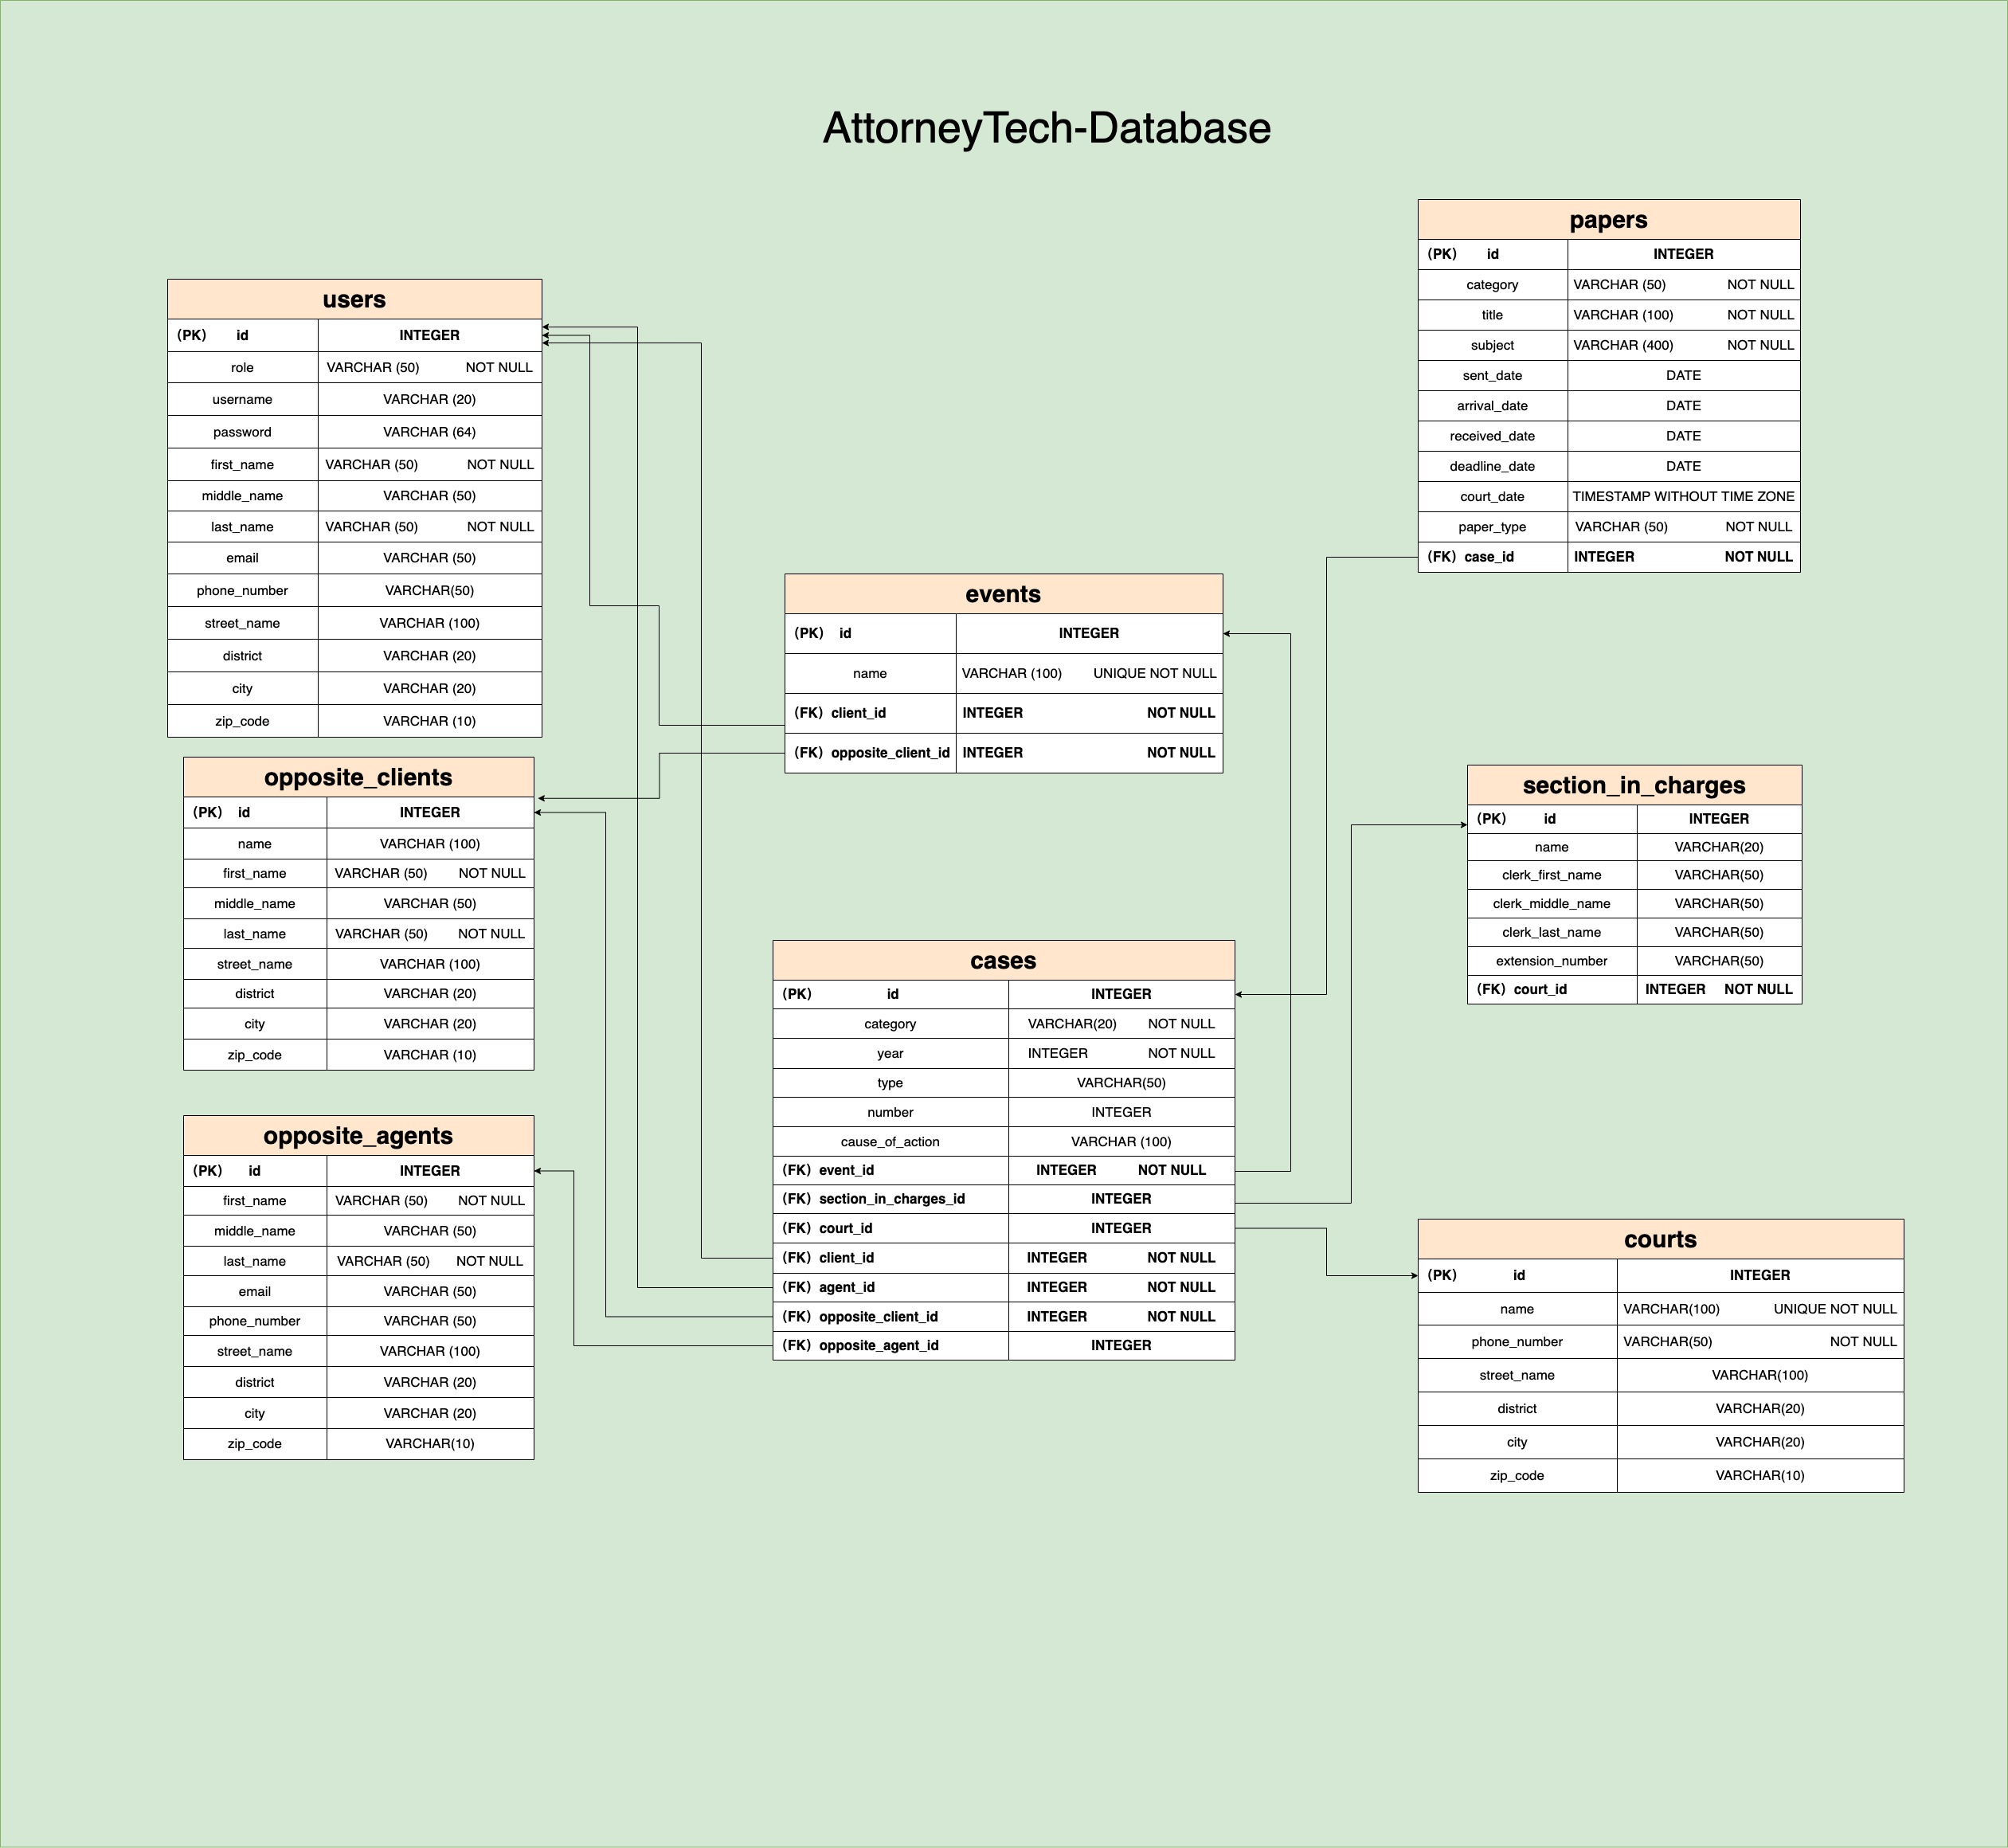 AttorneyTech-Database
users
(PK) id INTEGER
role VARCHAR (50) NOT NULL
username VARCHAR (20)
password VARCHAR (64)
first_name VARCHAR (50) NOT NULL
middle_name VARCHAR (50)
last_name VARCHAR (50) NOT NULL
email VARCHAR (50)
phone_number VARCHAR(50)
street_name VARCHAR (100)
district VARCHAR (20)
city VARCHAR (20)
zip_code VARCHAR (10)
opposite_clients
(PK) id INTEGER
name VARCHAR (100)
first_name VARCHAR (50) NOT NULL
middle_name VARCHAR (50)
last_name VARCHAR (50) NOT NULL
street_name VARCHAR (100)
district VARCHAR (20)
city VARCHAR (20)
zip_code VARCHAR (10)
opposite_agents
(PK) id INTEGER
first_name VARCHAR (50) NOT NULL
middle_name VARCHAR (50)
last_name VARCHAR (50) NOT NULL
email VARCHAR (50)
phone_number VARCHAR (50)
street_name VARCHAR (100)
district VARCHAR (20)
city VARCHAR (20)
zip_code VARCHAR(10)
events
(PK) id INTEGER
name VARCHAR (100) UNIQUE NOT NULL
(FK) client_id INTEGER NOT NULL
(FK) opposite_client_id INTEGER NOT NULL
cases
(PK) id INTEGER
category VARCHAR(20) NOT NULL
year INTEGER NOT NULL
type VARCHAR(50)
number INTEGER
cause_of_action VARCHAR (100)
(FK) event_id INTEGER NOT NULL
(FK) section_in_charges_id INTEGER
(FK) court_id INTEGER
(FK) client_id INTEGER NOT NULL
(FK) agent_id INTEGER NOT NULL
(FK) opposite_client_id INTEGER NOT NULL
(FK) opposite_agent_id INTEGER
papers
(PK) id INTEGER
category VARCHAR (50) NOT NULL
title VARCHAR (100) NOT NULL
subject VARCHAR (400) NOT NULL
sent_date DATE
arrival_date DATE
received_date DATE
deadline_date DATE
court_date TIMESTAMP WITHOUT TIME ZONE
paper_type VARCHAR (50) NOT NULL
(FK) case_id INTEGER NOT NULL
section_in_charges
(PK) id INTEGER
name VARCHAR(20)
clerk_first_name VARCHAR(50)
clerk_middle_name VARCHAR(50)
clerk_last_name VARCHAR(50)
extension_number VARCHAR(50)
(FK) court_id INTEGER NOT NULL
courts
(PK) id INTEGER
name VARCHAR(100) UNIQUE NOT NULL
phone_number VARCHAR(50) NOT NULL
street_name VARCHAR(100)
district VARCHAR(20)
city VARCHAR(20)
zip_code VARCHAR(10)